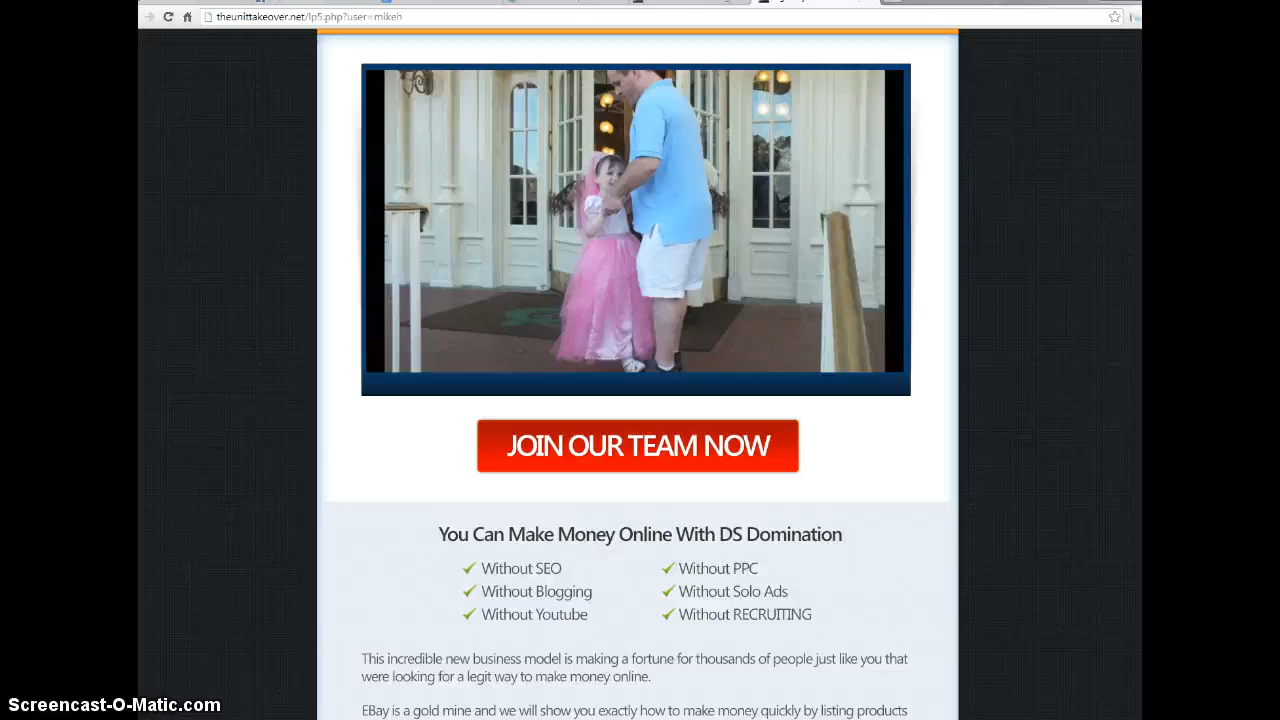 theunittakeover.net/lp5.php?user=mikeh
JOIN OUR TEAM NOW
You Can Make Money Online With DS Domination
Without SEO
Without PPC
Without Blogging
Without Solo Ads
Without Youtube
Without RECRUITING
This incredible new business model is making a fortune for thousands of people just like you that
were looking for a legit way to make money online.
EBay is a gold mine and we will show you exactly how to make money quickly by listing products
Screencast-O-Matic.com